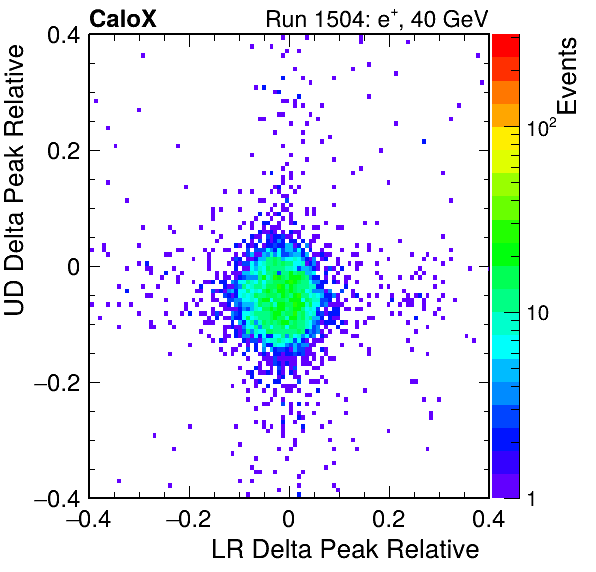 CaloX Run 1504: e⁺, 40 GeV
UD Delta Peak Relative
0.4
0.2
0
−0.2
−0.4
−0.4 −0.2 0 0.2 0.4
LR Delta Peak Relative
Events
10²
10
1